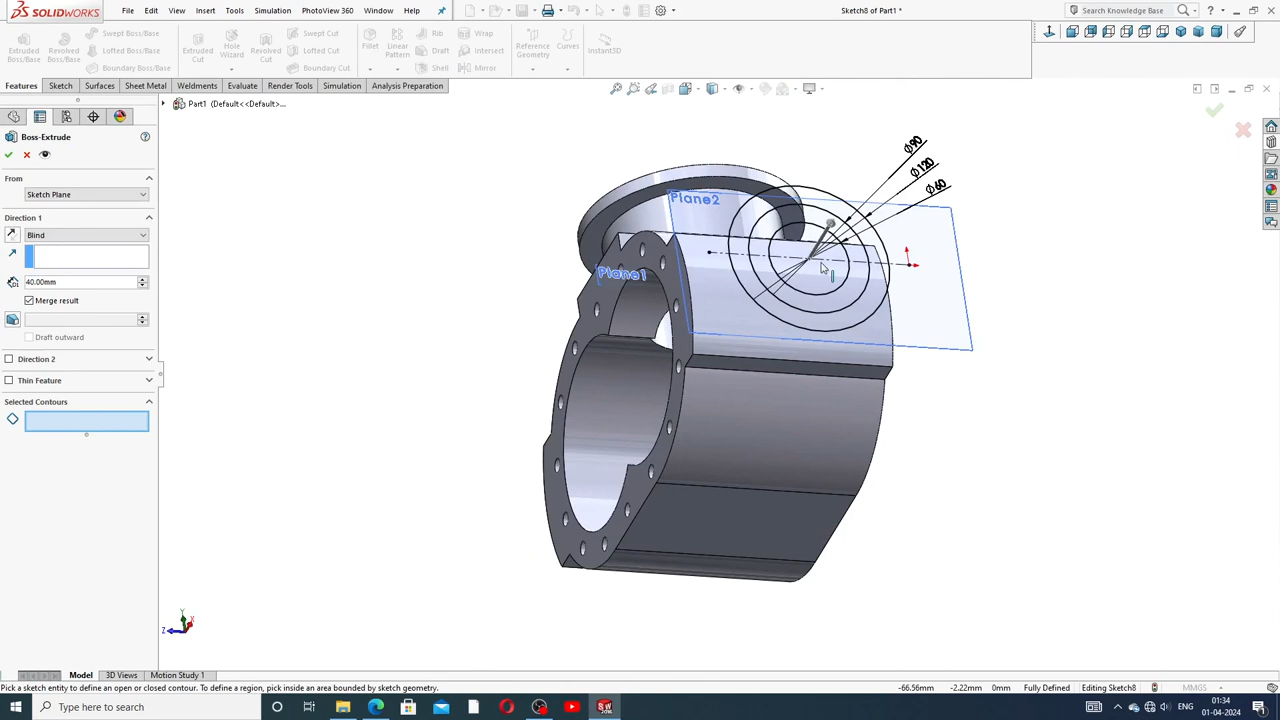 SOLIDWORKS
File Edit View Insert Tools Simulation PhotoView 360 Window Help
Sketch8 of Part1 *
Search Knowledge Base
Extruded Boss/Base
Revolved Boss/Base
Swept Boss/Base
Lofted Boss/Base
Boundary Boss/Base
Extruded Cut
Hole Wizard
Revolved Cut
Swept Cut
Lofted Cut
Boundary Cut
Fillet
Linear Pattern
Rib
Draft
Shell
Wrap
Intersect
Mirror
Reference Geometry
Curves
Instant3D
Features Sketch Surfaces Sheet Metal Weldments Evaluate Render Tools Simulation Analysis Preparation
Part1 (Default<<Default>...
Boss-Extrude
From
Sketch Plane
Direction 1
Blind
40.00mm
Merge result
Draft outward
Direction 2
Thin Feature
Selected Contours
Ø90
Ø120
Ø60
Plane2
Plane1
Y
X
Z
Model 3D Views Motion Study 1
Pick a sketch entity to define an open or closed contour. To define a region, pick inside an area bounded by sketch geometry.
-66.56mm -2.22mm 0mm Fully Defined Editing Sketch8 MMGS
Type here to search
ENG
01:34
01-04-2024